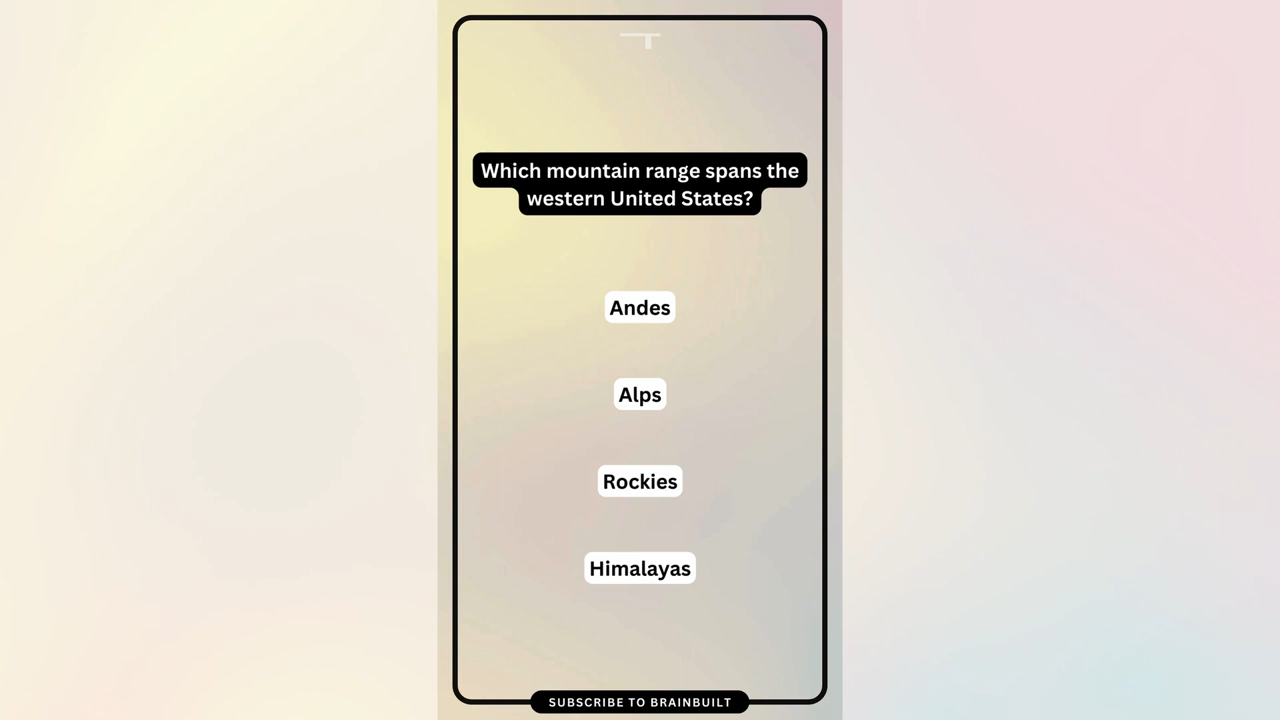 Which mountain range spans the
western United States?
Andes
Alps
Rockies
Himalayas
SUBSCRIBE TO BRAINBUILT